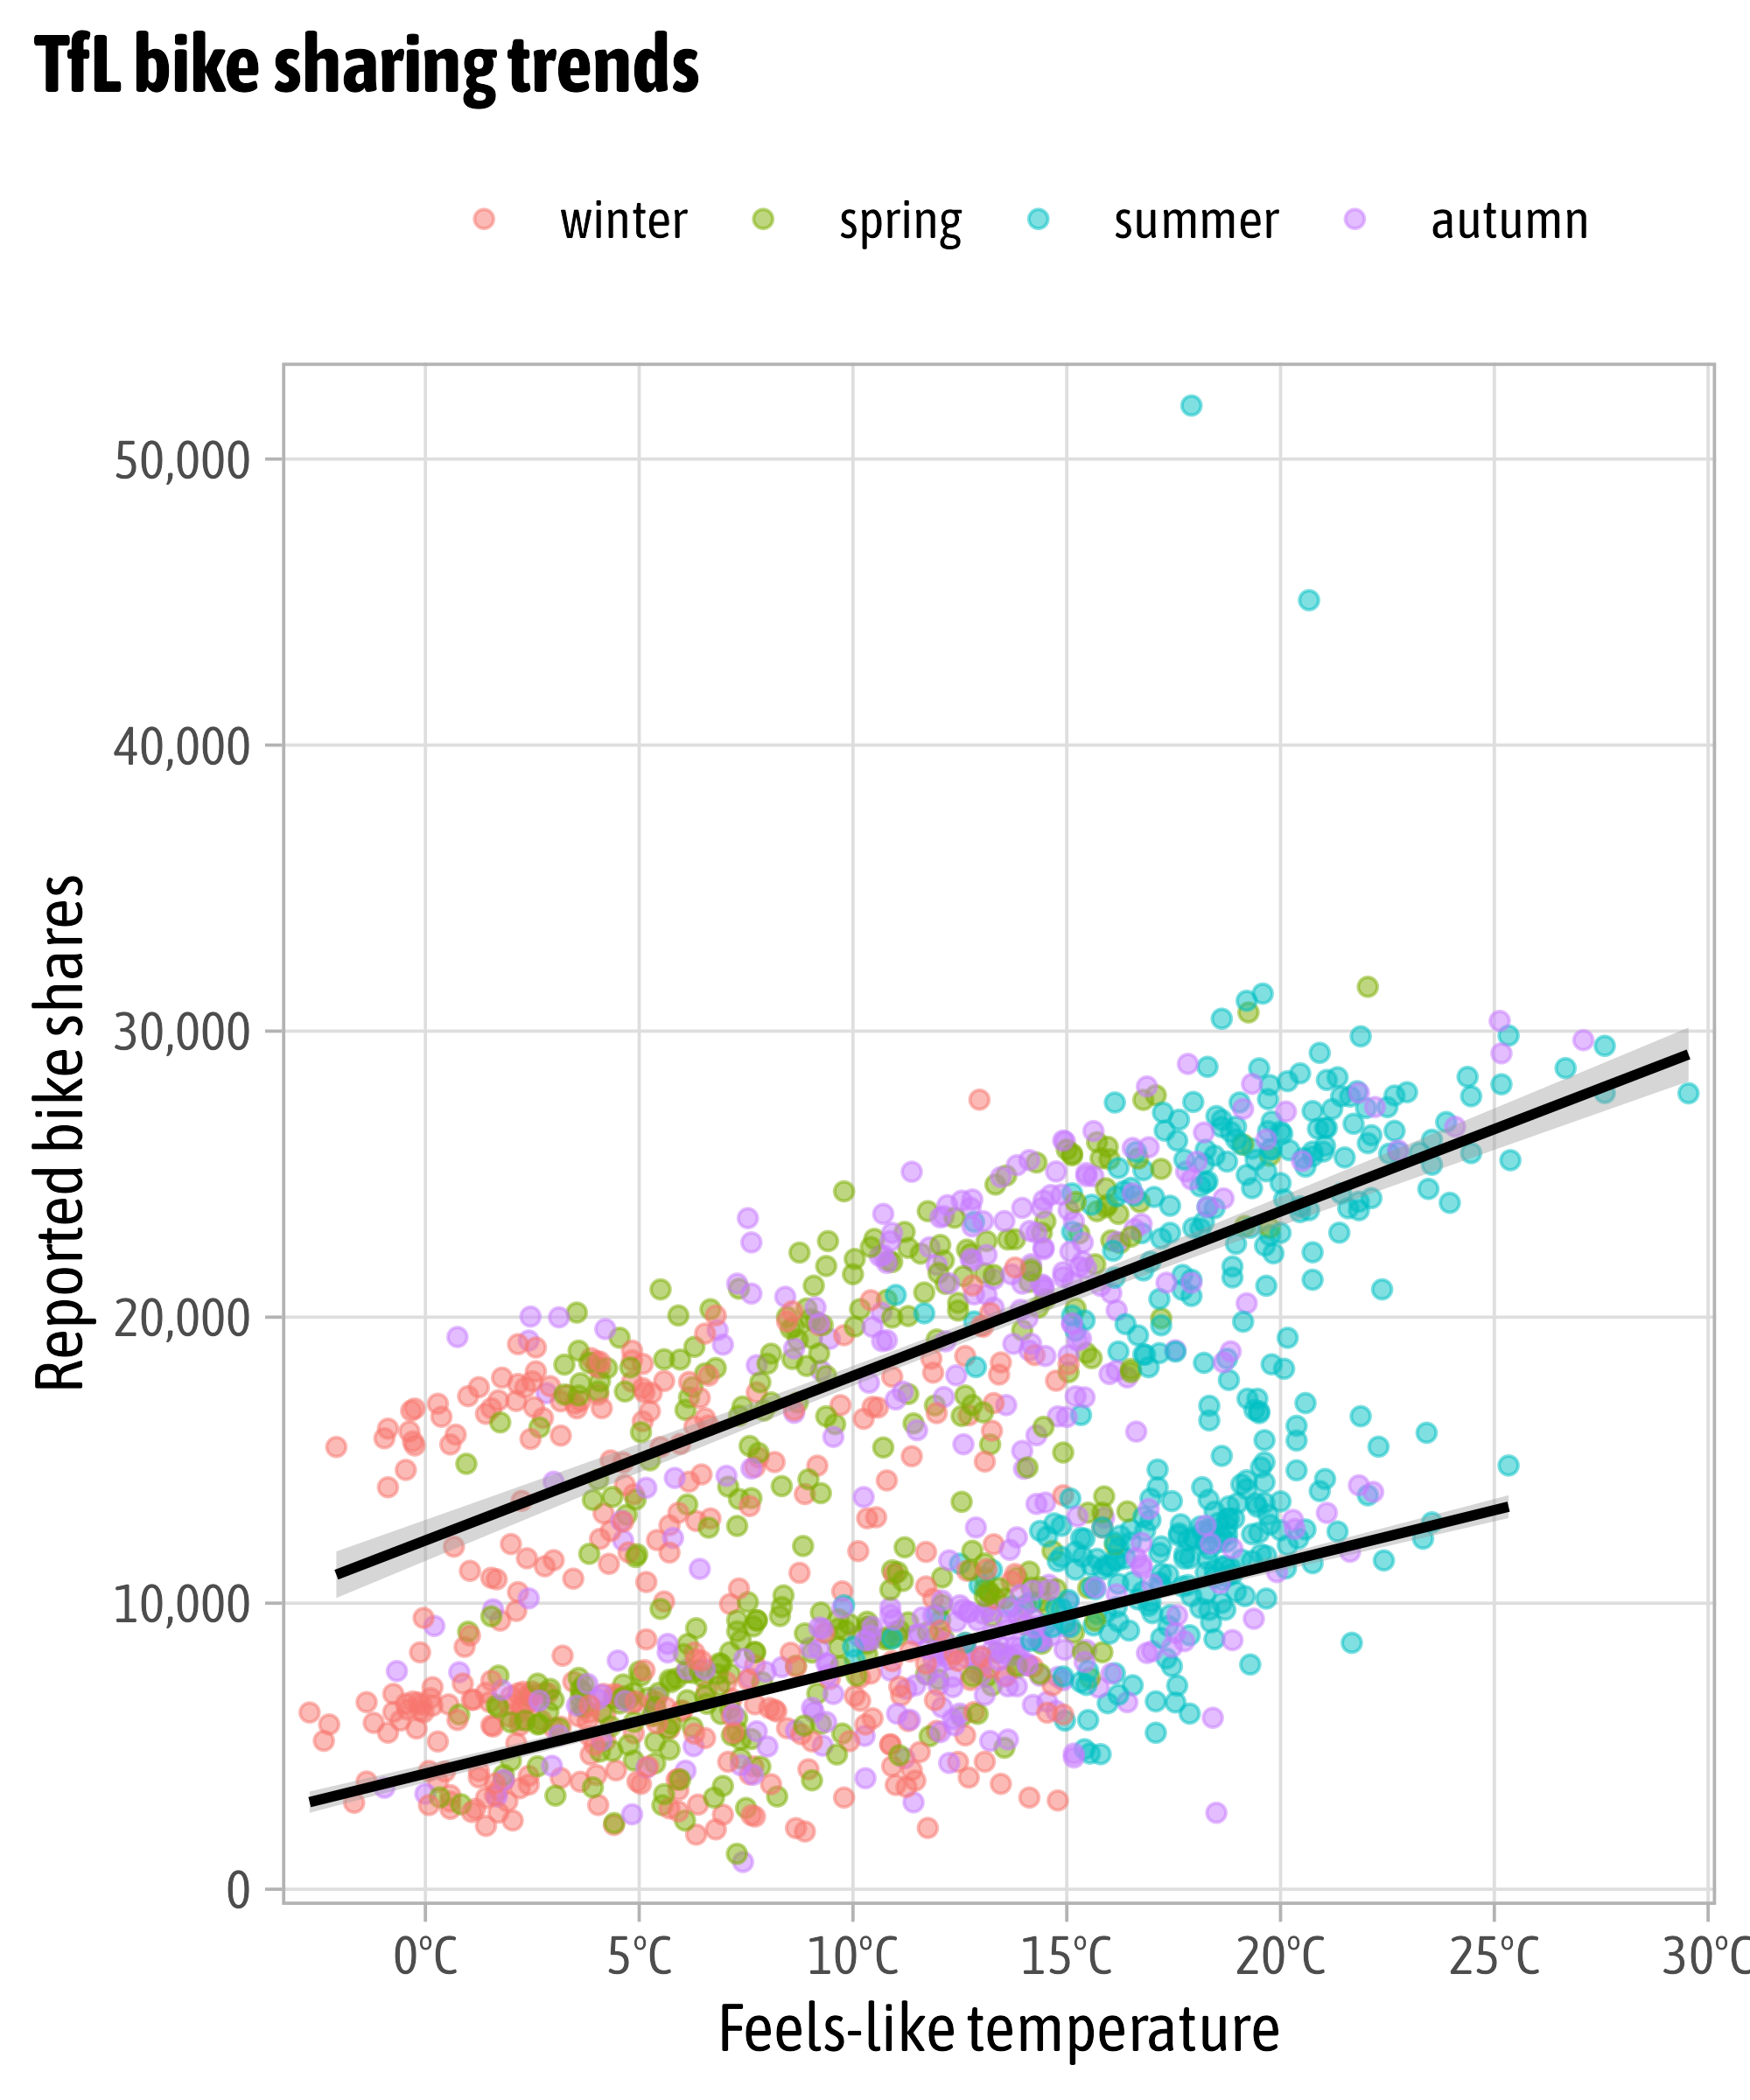 TfL bike sharing trends
winter spring summer autumn
50,000
40,000
30,000
20,000
10,000
0
Reported bike shares
0°C 5°C 10°C 15°C 20°C 25°C 30°C
Feels-like temperature